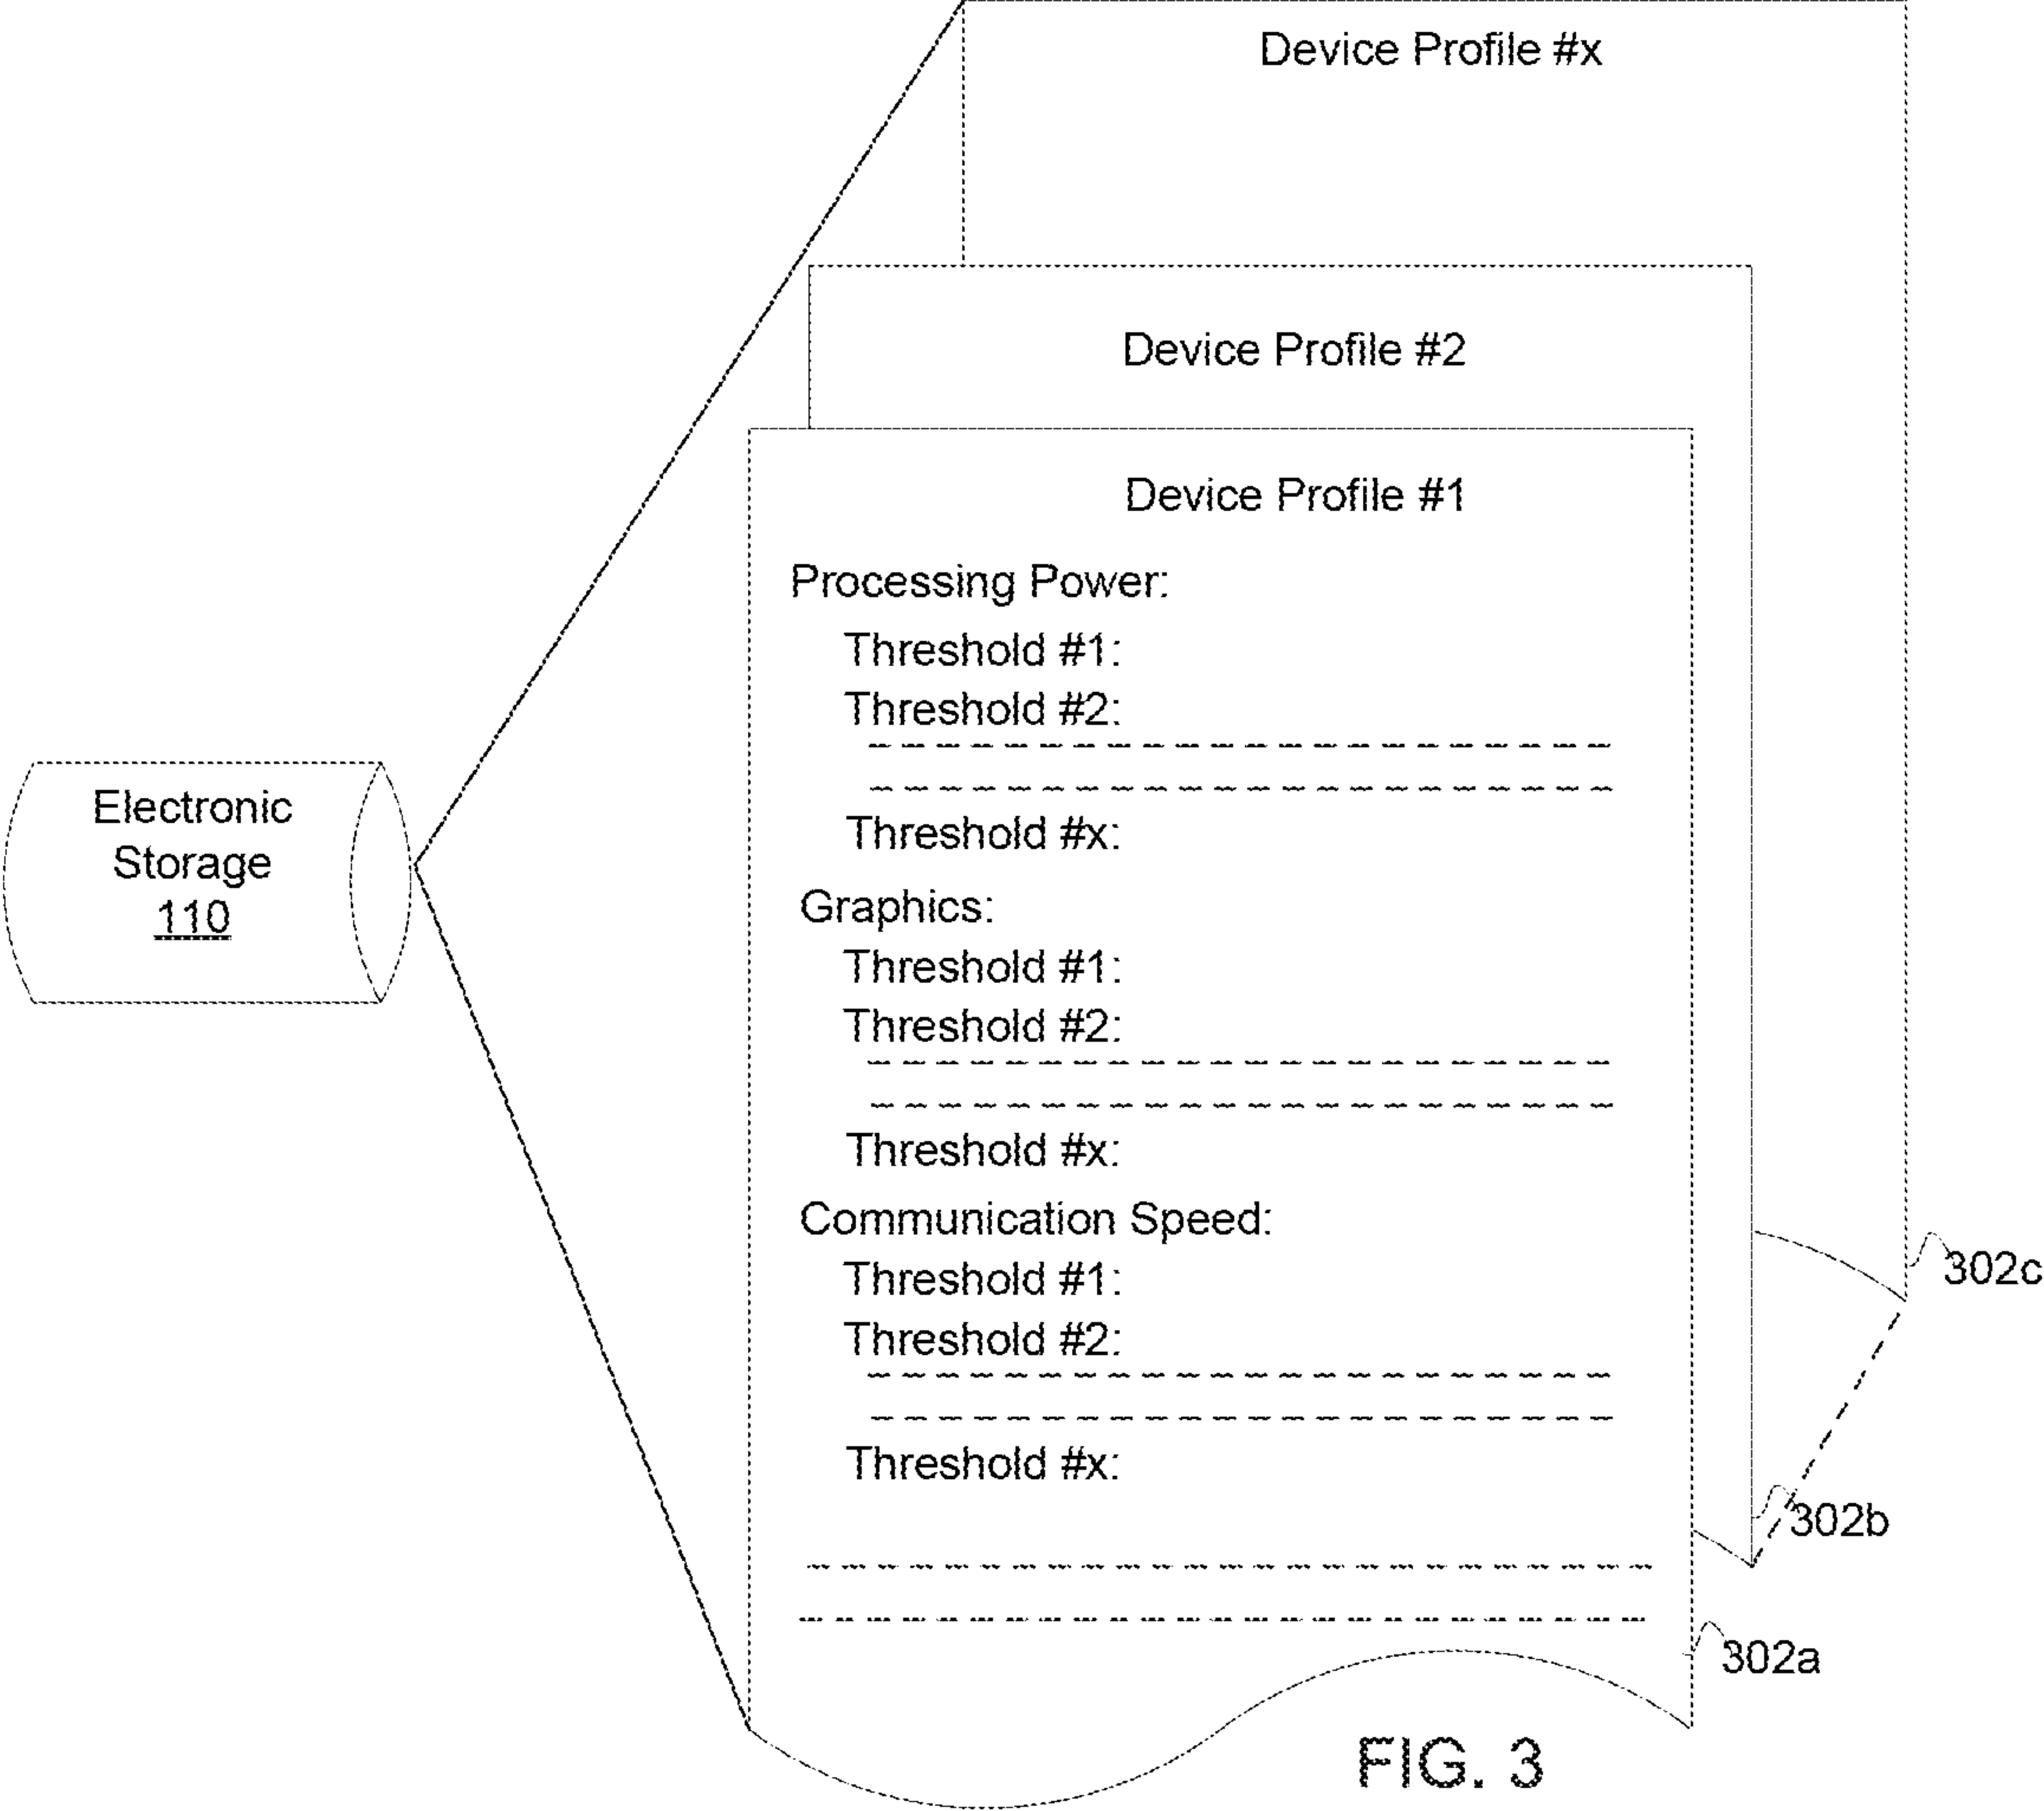 Device Profile #x
Device Profile #2
Device Profile #1
Processing Power:
Threshold #1:
Threshold #2:
Threshold #x:
Graphics:
Threshold #1:
Threshold #2:
Threshold #x:
Communication Speed:
Threshold #1:
Threshold #2:
Threshold #x:
Electronic
Storage
110
302c
302b
302a
FIG. 3